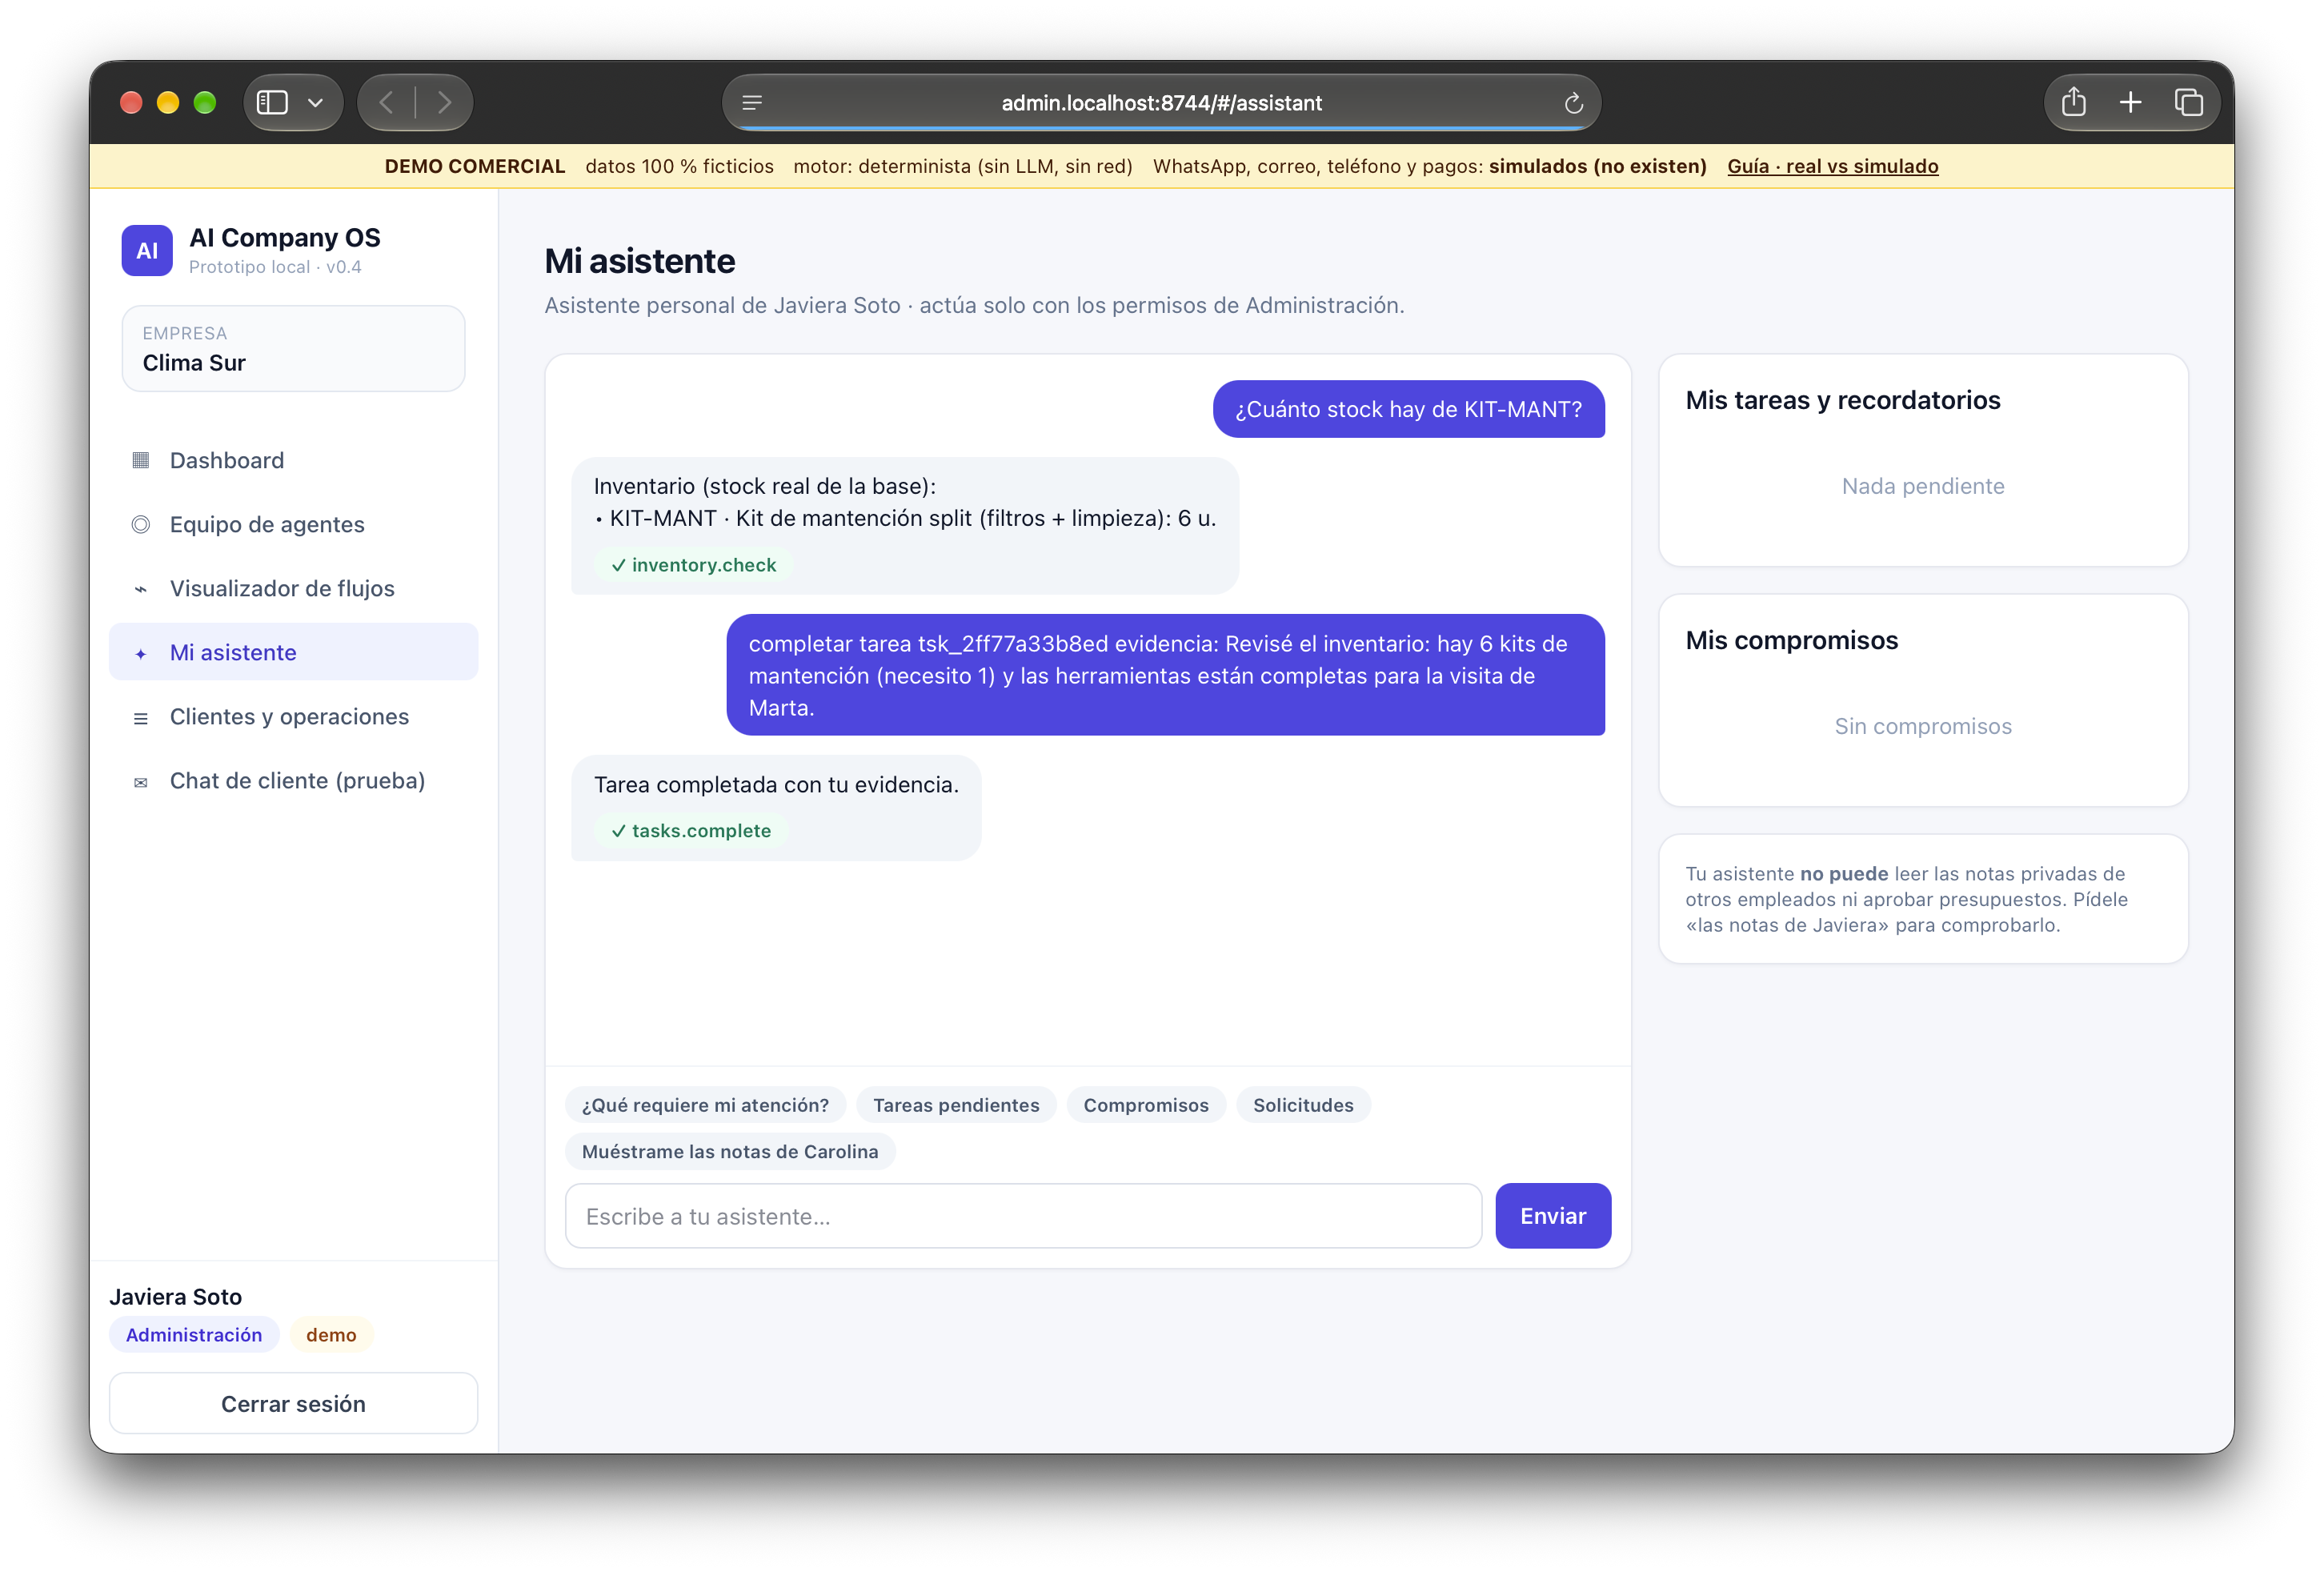 admin.localhost:8744/#/assistant
DEMO COMERCIAL datos 100 % ficticios motor: determinista (sin LLM, sin red) WhatsApp, correo, teléfono y pagos: simulados (no existen) Guía · real vs simulado
AI
AI Company OS
Prototipo local · v0.4
EMPRESA
Clima Sur
Dashboard
Equipo de agentes
Visualizador de flujos
Mi asistente
Clientes y operaciones
Chat de cliente (prueba)
Javiera Soto
Administración demo
Cerrar sesión
Mi asistente
Asistente personal de Javiera Soto · actúa solo con los permisos de Administración.
¿Cuánto stock hay de KIT-MANT?
Inventario (stock real de la base):
• KIT-MANT · Kit de mantención split (filtros + limpieza): 6 u.
✓ inventory.check
completar tarea tsk_2ff77a33b8ed evidencia: Revisé el inventario: hay 6 kits de
mantención (necesito 1) y las herramientas están completas para la visita de
Marta.
Tarea completada con tu evidencia.
✓ tasks.complete
¿Qué requiere mi atención? Tareas pendientes Compromisos Solicitudes
Muéstrame las notas de Carolina
Escribe a tu asistente...
Enviar
Mis tareas y recordatorios
Nada pendiente
Mis compromisos
Sin compromisos
Tu asistente no puede leer las notas privadas de
otros empleados ni aprobar presupuestos. Pídele
«las notas de Javiera» para comprobarlo.